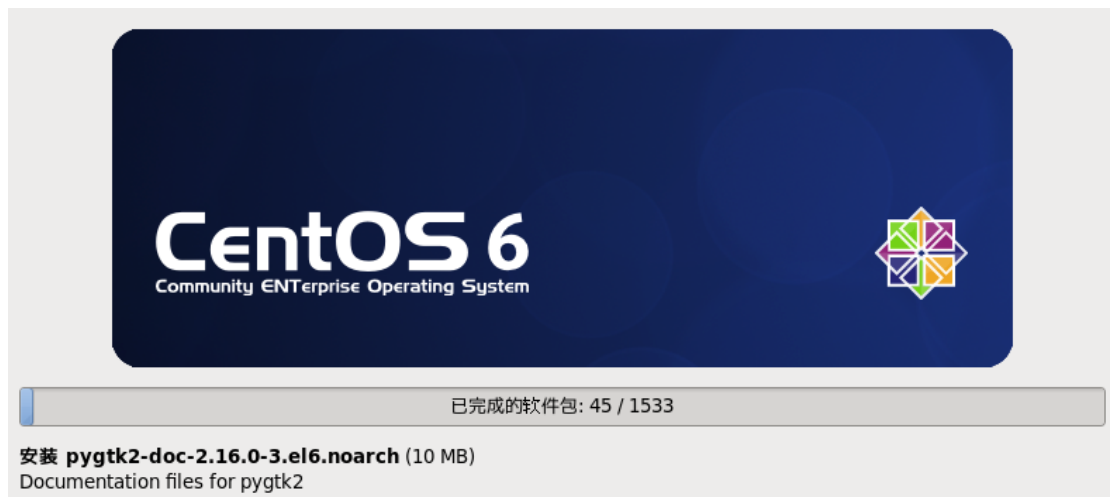 CentOS 6
Community ENTerprise Operating System
已完成的软件包: 45 / 1533
安装 pygtk2-doc-2.16.0-3.el6.noarch (10 MB)
Documentation files for pygtk2